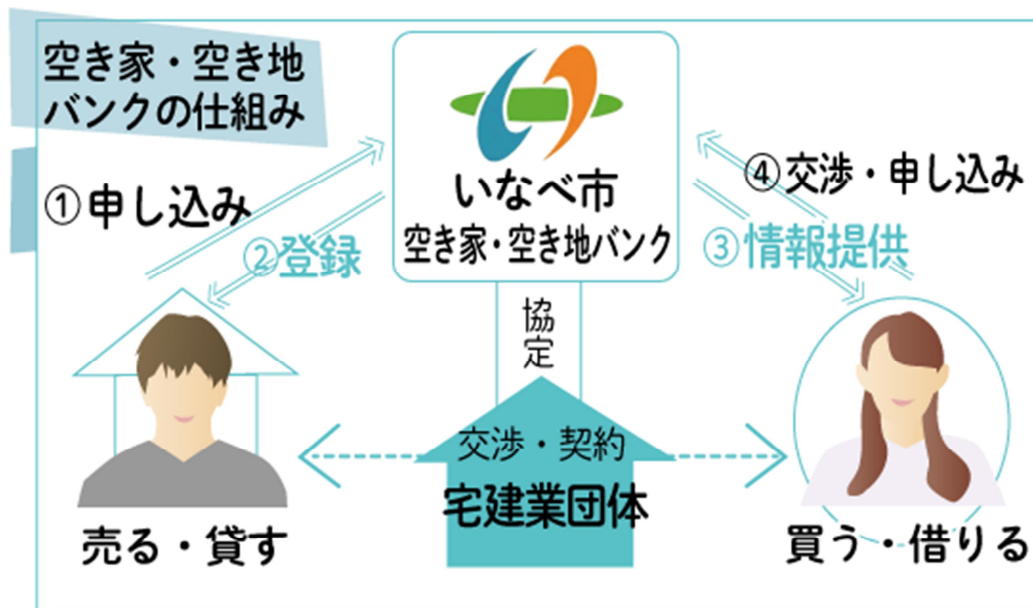 空き家・空き地
バンクの仕組み
①申し込み
②登録
いなべ市
空き家・空き地バンク
④交渉・申し込み
③情報提供
協定
交渉・契約
宅建業団体
売る・貸す
買う・借りる